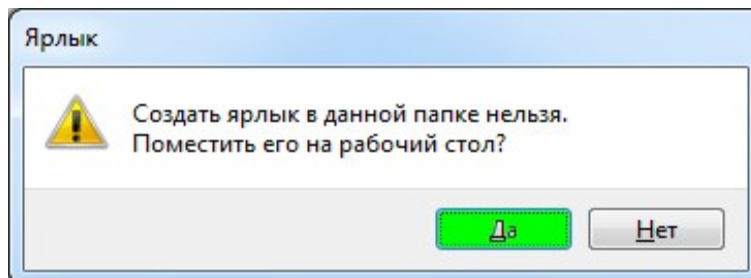 Ярлык
Создать ярлык в данной папке нельзя.
Поместить его на рабочий стол?
Да
Нет